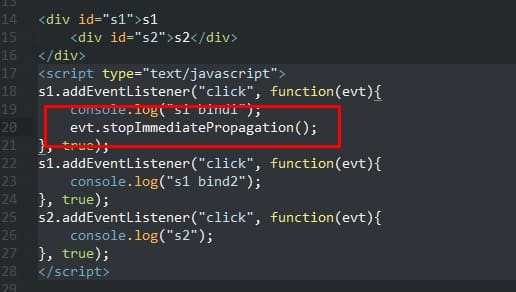 14 <div id="s1">s1
15 <div id="s2">s2</div>
16 </div>
17 <script type="text/javascript">
18 s1.addEventListener("click", function(evt){
19 console.log("s1 bind1");
20 evt.stopImmediatePropagation();
21 }, true);
22 s1.addEventListener("click", function(evt){
23 console.log("s1 bind2");
24 }, true);
25 s2.addEventListener("click", function(evt){
26 console.log("s2");
27 }, true);
28 </script>